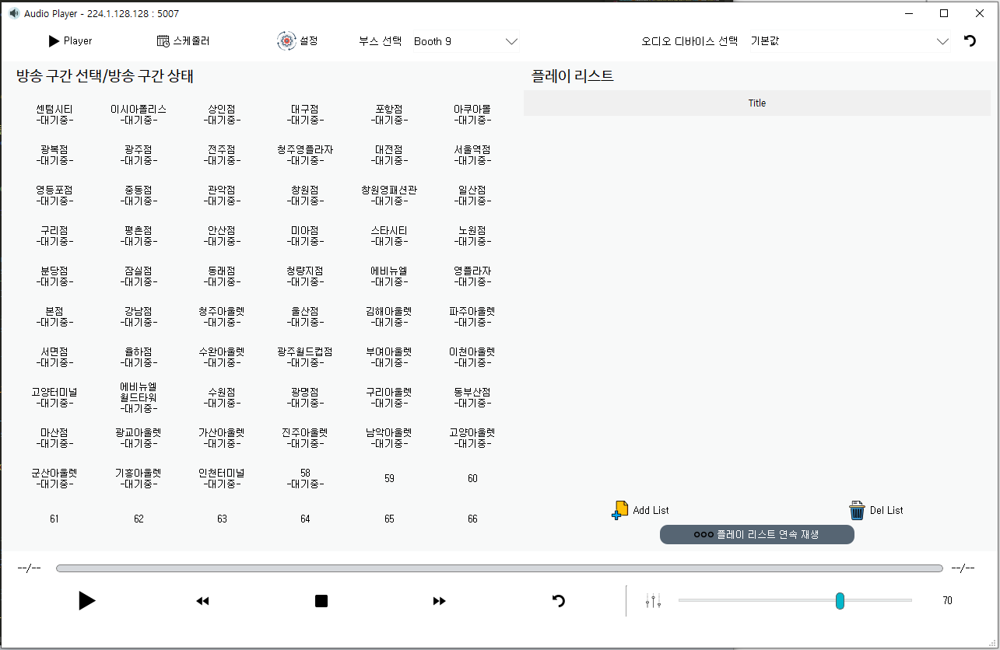 Audio Player - 224.1.128.128 : 5007
Player 스케줄러 설정 부스 선택 Booth 9 오디오 디바이스 선택 기본값
방송 구간 선택/방송 구간 상태
플레이 리스트
Title
센텀시티 이시아폴리스 상인점 대구점 포항점 아쿠아몰
-대기중- -대기중- -대기중- -대기중- -대기중- -대기중-
광복점 광주점 전주점 청주영플라자 대전점 서울역점
-대기중- -대기중- -대기중- -대기중- -대기중- -대기중-
영등포점 중동점 관악점 창원점 창원영패션관 일산점
-대기중- -대기중- -대기중- -대기중- -대기중- -대기중-
구리점 평촌점 안산점 미아점 스타시티 노원점
-대기중- -대기중- -대기중- -대기중- -대기중- -대기중-
분당점 잠실점 동래점 청량지점 에비뉴엘 영플라자
-대기중- -대기중- -대기중- -대기중- -대기중- -대기중-
본점 강남점 청주아울렛 울산점 김해아울렛 파주아울렛
-대기중- -대기중- -대기중- -대기중- -대기중- -대기중-
서면점 율하점 수완아울렛 광주월드컵점 부여아울렛 이천아울렛
-대기중- -대기중- -대기중- -대기중- -대기중- -대기중-
고양터미널 에비뉴엘 수원점 광명점 구리아울렛 동부산점
월드타워
-대기중- -대기중- -대기중- -대기중- -대기중- -대기중-
마산점 광교아울렛 가산아울렛 진주아울렛 남악아울렛 고양아울렛
-대기중- -대기중- -대기중- -대기중- -대기중- -대기중-
군산아울렛 기흥아울렛 인천터미널 58 59 60
-대기중- -대기중- -대기중- -대기중-
61 62 63 64 65 66
Add List Del List
플레이 리스트 연속 재생
--/-- --/--
70